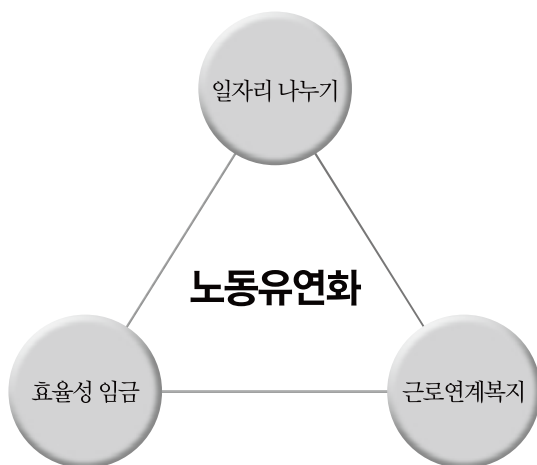 일자리 나누기
노동유연화
효율성 임금
근로연계복지